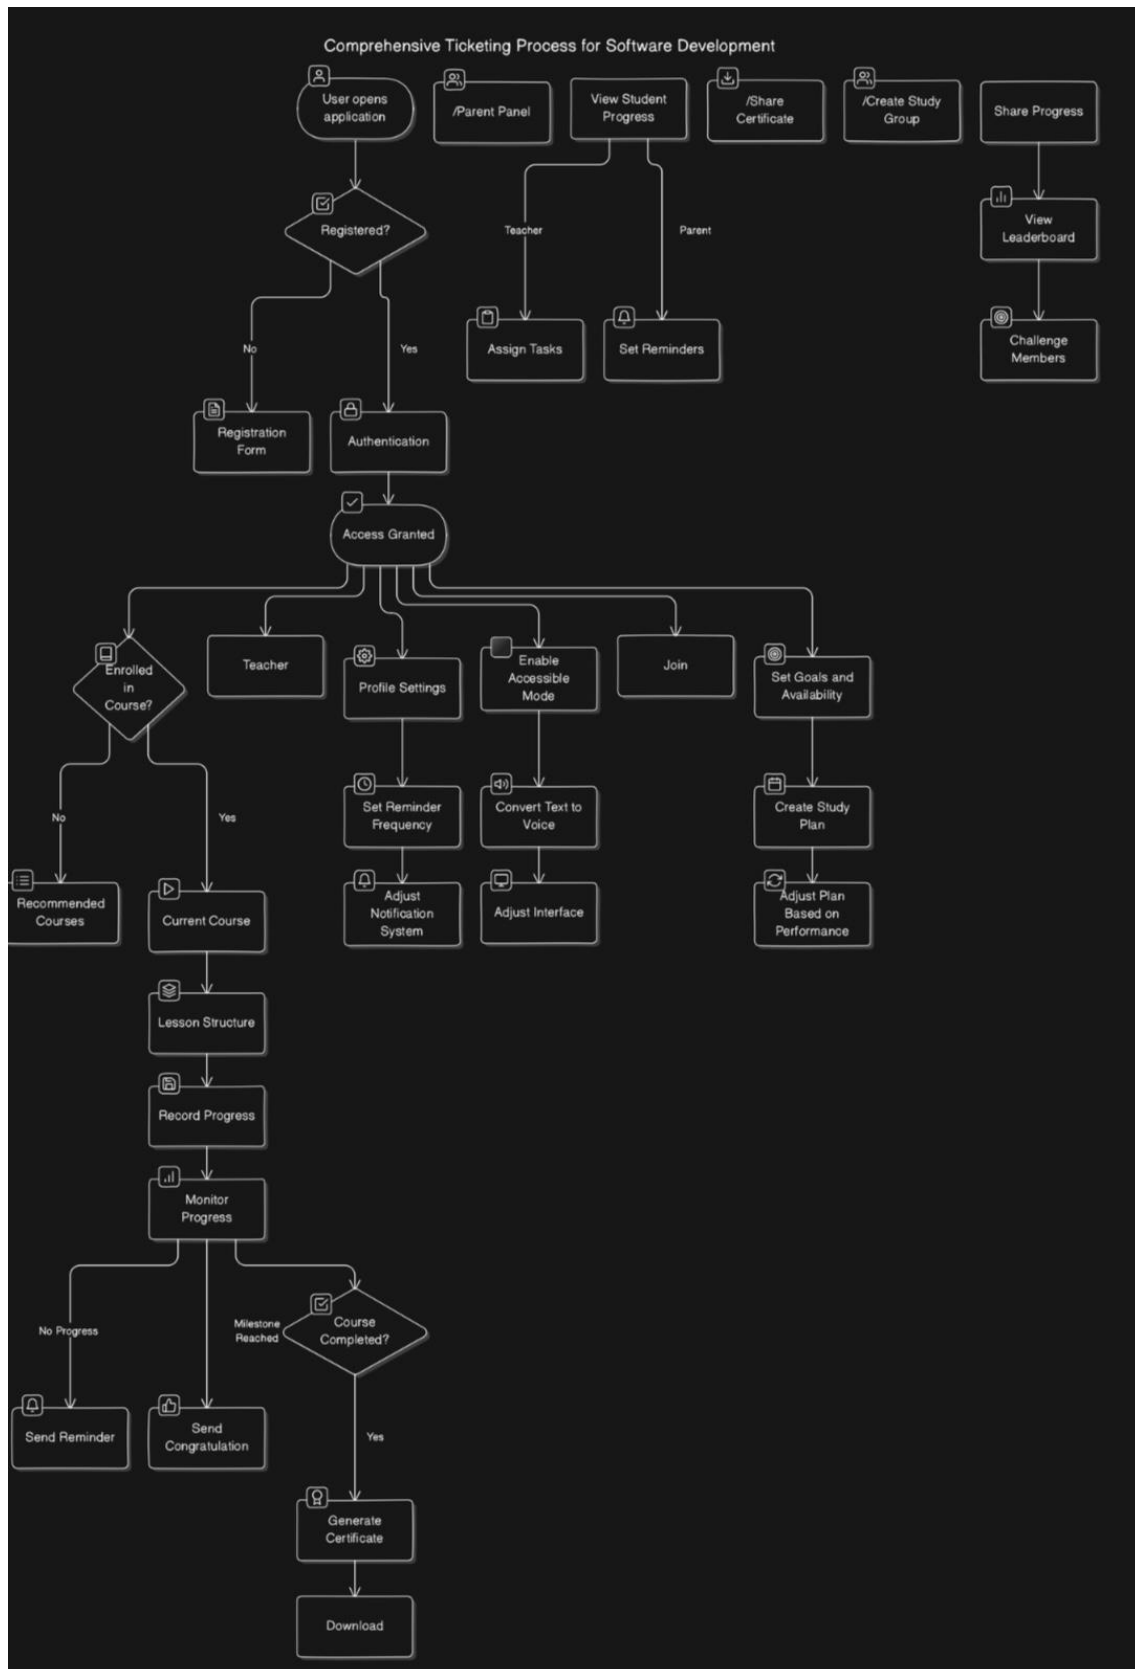 Comprehensive Ticketing Process for Software Development
User opens
application
/Parent Panel
View Student
Progress
/Share
Certificate
/Create Study
Group
Share Progress
Registered?
Teacher
Parent
View
Leaderboard
No
Yes
Assign Tasks
Set Reminders
Challenge
Members
Registration
Form
Authentication
Access Granted
Enrolled
in
Course?
Teacher
Profile Settings
Enable
Accessible
Mode
Join
Set Goals and
Availability
No
Yes
Set Reminder
Frequency
Convert Text to
Voice
Create Study
Plan
Recommended
Courses
Current Course
Adjust
Notification
System
Adjust Interface
Adjust Plan
Based on
Performance
Lesson Structure
Record Progress
Monitor
Progress
No Progress
Milestone
Reached
Course
Completed?
Send Reminder
Send
Congratulation
Yes
Generate
Certificate
Download